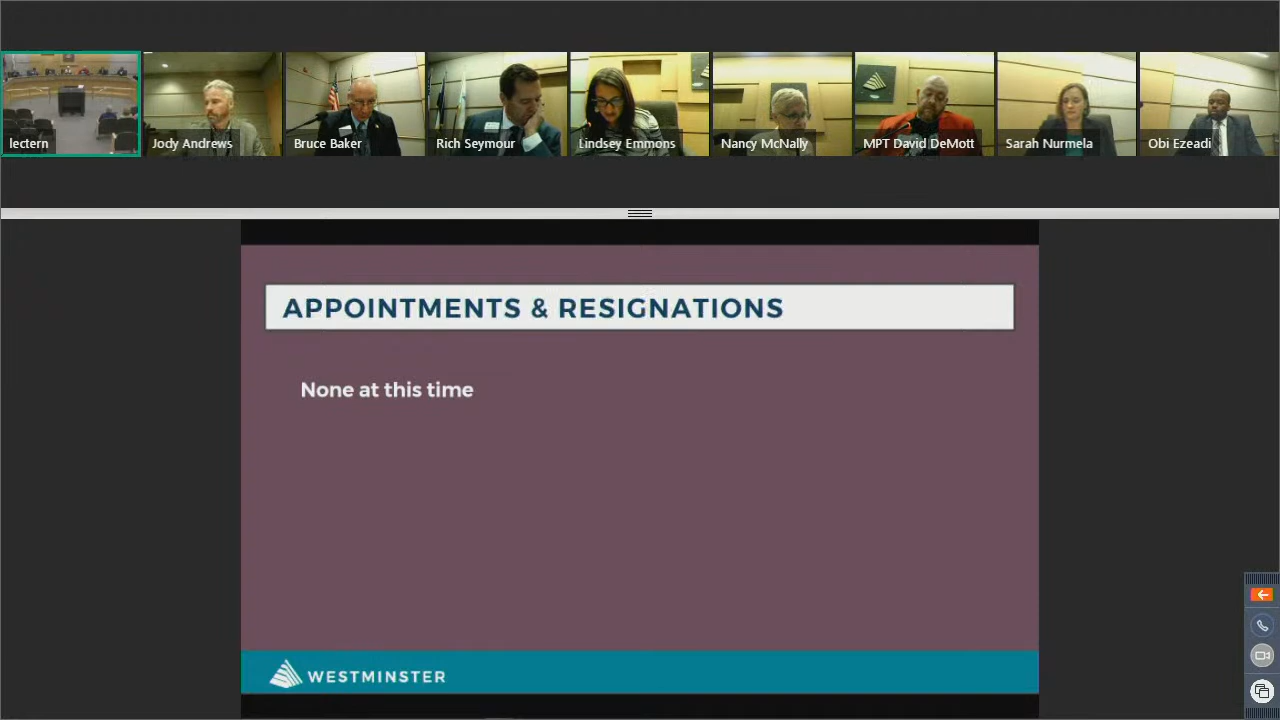 lectern
Jody Andrews
Bruce Baker
Rich Seymour
Lindsey Emmons
Nancy McNally
MPT David DeMott
Sarah Nurmela
Obi Ezeadi
APPOINTMENTS & RESIGNATIONS
None at this time
WESTMINSTER